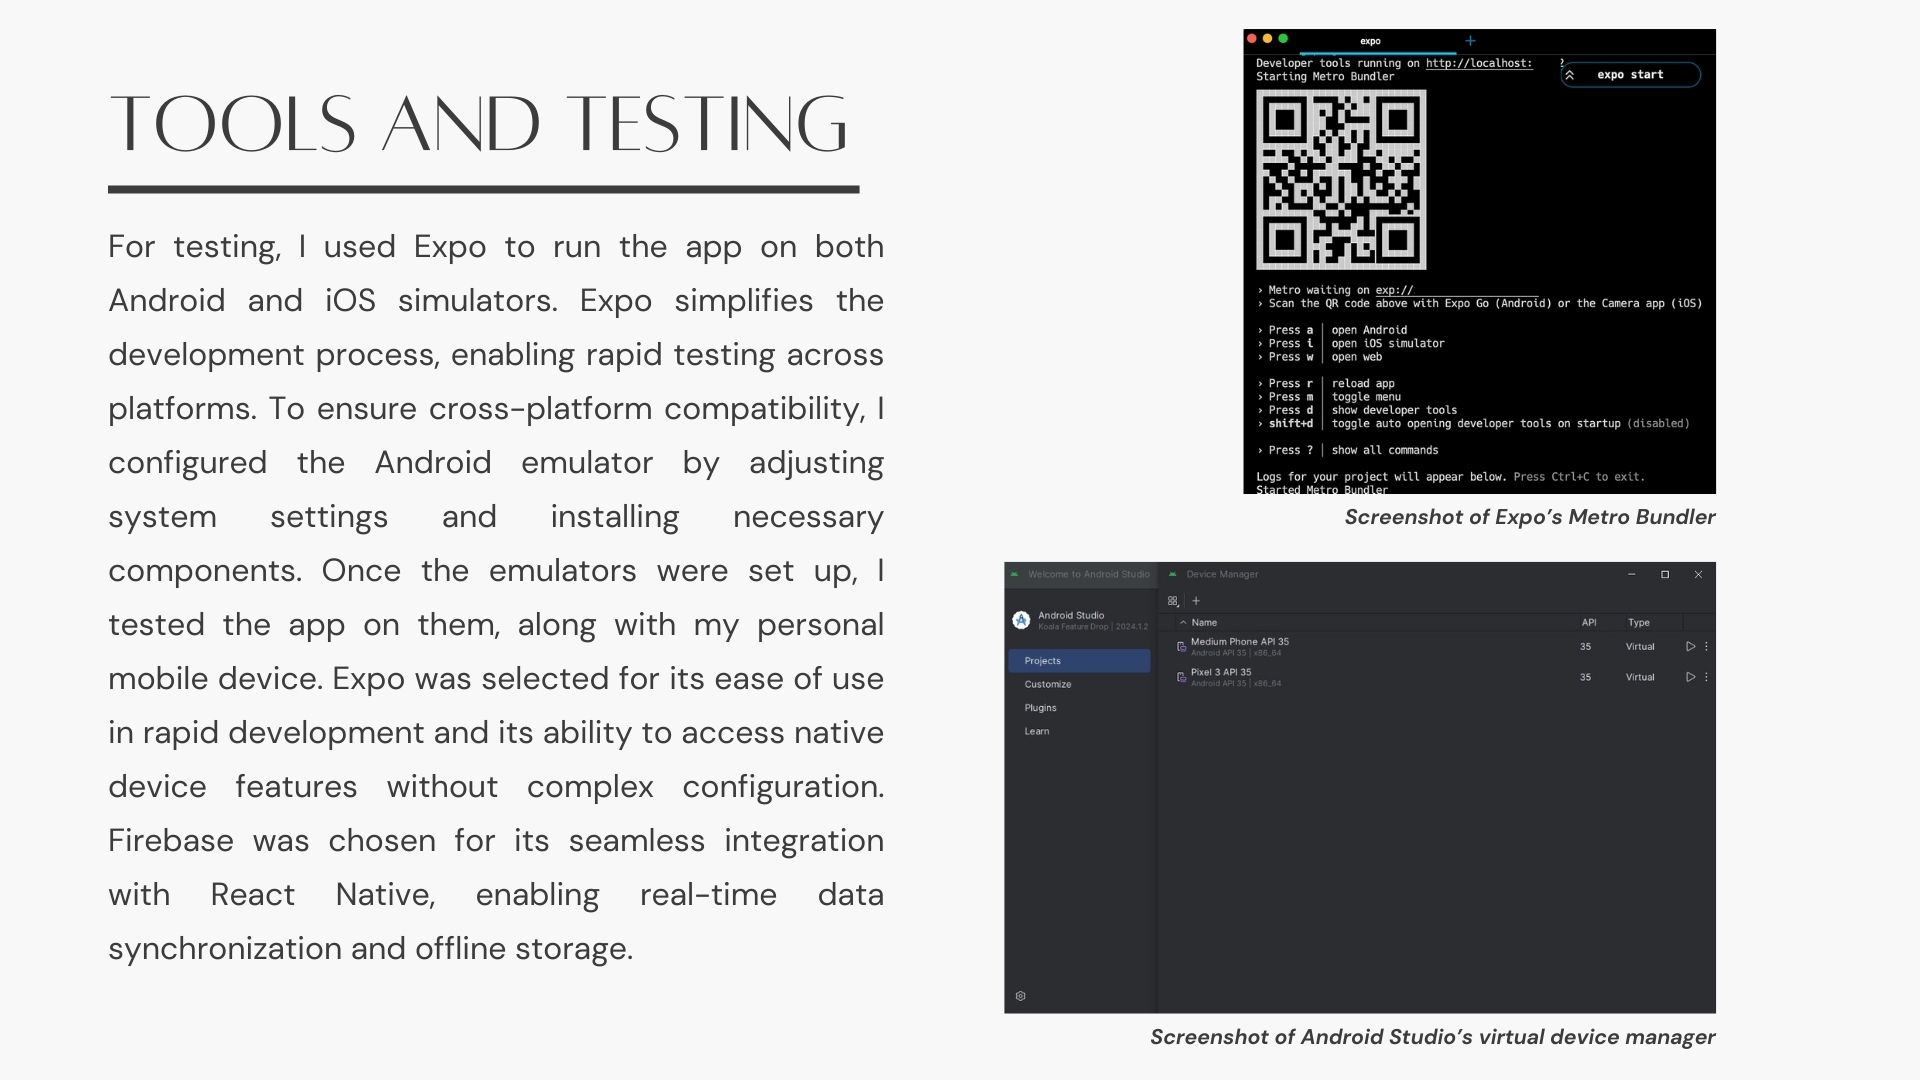 TOOLS AND TESTING
For testing, I used Expo to run the app on both
Android and iOS simulators. Expo simplifies the
development process, enabling rapid testing across
platforms. To ensure cross-platform compatibility, I
configured the Android emulator by adjusting
system settings and installing necessary
components. Once the emulators were set up, I
tested the app on them, along with my personal
mobile device. Expo was selected for its ease of use
in rapid development and its ability to access native
device features without complex configuration.
Firebase was chosen for its seamless integration
with React Native, enabling real-time data
synchronization and offline storage.
expo
Developer tools running on http://localhost:
Starting Metro Bundler
expo start
› Metro waiting on exp://
› Scan the QR code above with Expo Go (Android) or the Camera app (iOS)
› Press a │ open Android
› Press i │ open iOS simulator
› Press w │ open web
› Press r │ reload app
› Press m │ toggle menu
› Press d │ show developer tools
› shift+d │ toggle auto opening developer tools on startup (disabled)
› Press ? │ show all commands
Logs for your project will appear below. Press Ctrl+C to exit.
Started Metro Bundler
Screenshot of Expo’s Metro Bundler
Welcome to Android Studio
Device Manager
Android Studio
Koala Feature Drop | 2024.1.2
Projects
Customize
Plugins
Learn
Name API Type
Medium Phone API 35 35 Virtual
Android API 35 | x86_64
Pixel 3 API 35 35 Virtual
Android API 35 | x86_64
Screenshot of Android Studio’s virtual device manager